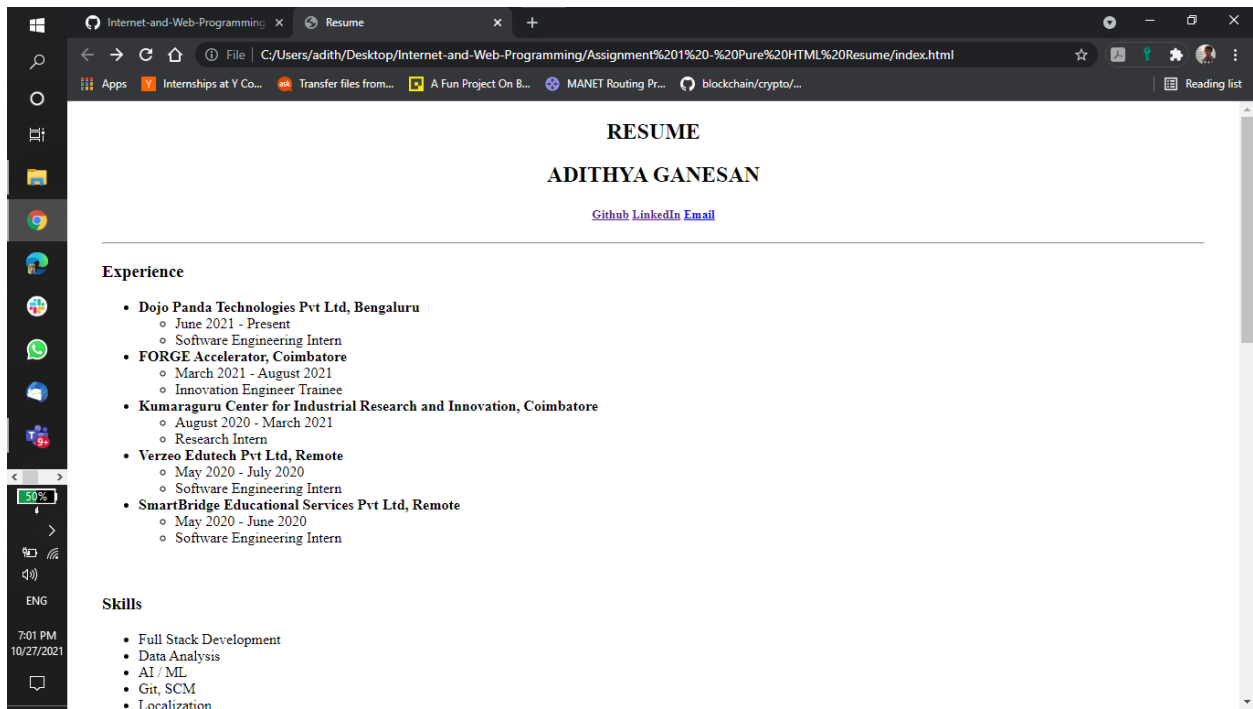 Internet-and-Web-Programming
Resume
File
C:/Users/adith/Desktop/Internet-and-Web-Programming/Assignment%201%20-%20Pure%20HTML%20Resume/index.html
Apps
Y Internships at Y Co...
ask Transfer files from...
A Fun Project On B...
MANET Routing Pr...
blockchain/crypto/...
Reading list
RESUME
ADITHYA GANESAN
Github LinkedIn Email
Experience
• Dojo Panda Technologies Pvt Ltd, Bengaluru
◦ June 2021 - Present
◦ Software Engineering Intern
• FORGE Accelerator, Coimbatore
◦ March 2021 - August 2021
◦ Innovation Engineer Trainee
• Kumaraguru Center for Industrial Research and Innovation, Coimbatore
◦ August 2020 - March 2021
◦ Research Intern
• Verzeo Edutech Pvt Ltd, Remote
◦ May 2020 - July 2020
◦ Software Engineering Intern
• SmartBridge Educational Services Pvt Ltd, Remote
◦ May 2020 - June 2020
◦ Software Engineering Intern
Skills
• Full Stack Development
• Data Analysis
• AI / ML
• Git, SCM
• Localization
T 9+
50%
ENG
7:01 PM
10/27/2021